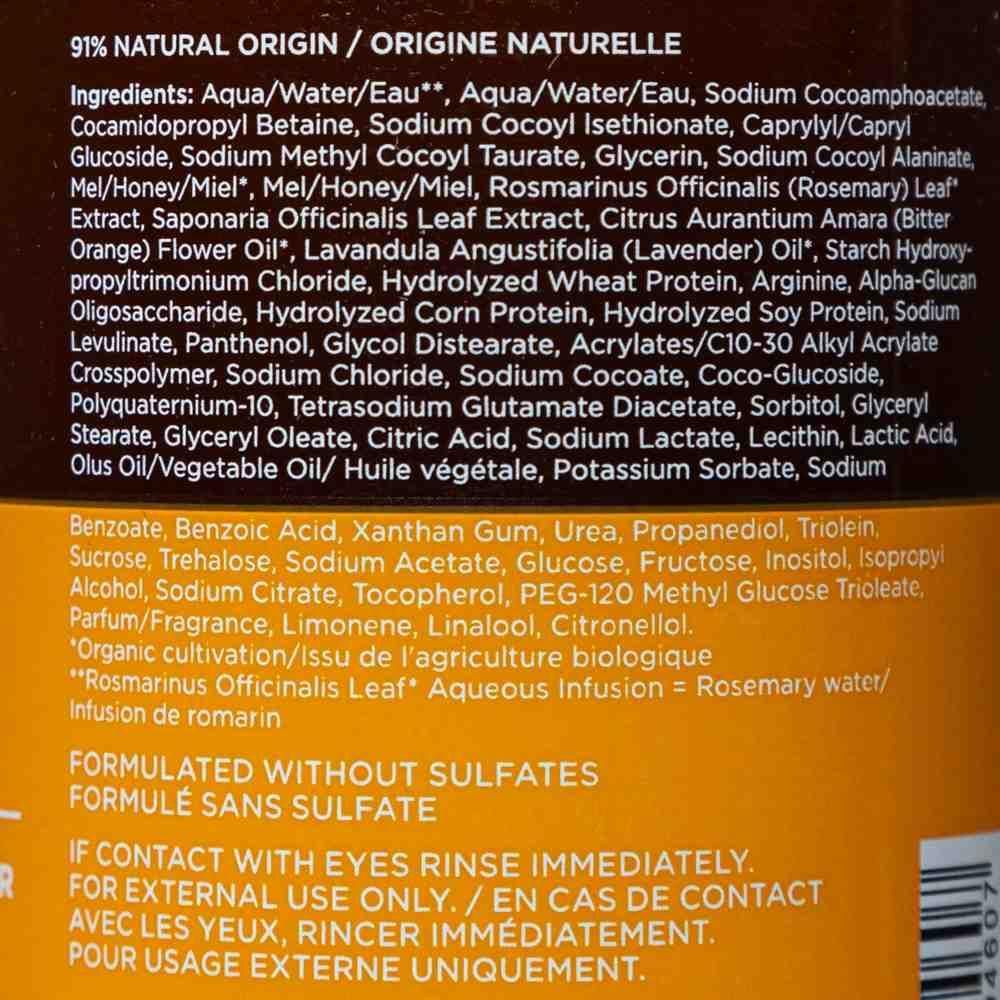 91% NATURAL ORIGIN / ORIGINE NATURELLE
Ingredients: Aqua/Water/Eau**, Aqua/Water/Eau, Sodium Cocoamphoacetate,
Cocamidopropyl Betaine, Sodium Cocoyl Isethionate, Caprylyl/Capryl
Glucoside, Sodium Methyl Cocoyl Taurate, Glycerin, Sodium Cocoyl Alaninate,
Mel/Honey/Miel*, Mel/Honey/Miel, Rosmarinus Officinalis (Rosemary) Leaf*
Extract, Saponaria Officinalis Leaf Extract, Citrus Aurantium Amara (Bitter
Orange) Flower Oil*, Lavandula Angustifolia (Lavender) Oil*, Starch Hydroxy-
propyltrimonium Chloride, Hydrolyzed Wheat Protein, Arginine, Alpha-Glucan
Oligosaccharide, Hydrolyzed Corn Protein, Hydrolyzed Soy Protein, Sodium
Levulinate, Panthenol, Glycol Distearate, Acrylates/C10-30 Alkyl Acrylate
Crosspolymer, Sodium Chloride, Sodium Cocoate, Coco-Glucoside,
Polyquaternium-10, Tetrasodium Glutamate Diacetate, Sorbitol, Glyceryl
Stearate, Glyceryl Oleate, Citric Acid, Sodium Lactate, Lecithin, Lactic Acid,
Olus Oil/Vegetable Oil/ Huile végétale, Potassium Sorbate, Sodium
Benzoate, Benzoic Acid, Xanthan Gum, Urea, Propanediol, Triolein,
Sucrose, Trehalose, Sodium Acetate, Glucose, Fructose, Inositol, Isopropyl
Alcohol, Sodium Citrate, Tocopherol, PEG-120 Methyl Glucose Trioleate,
Parfum/Fragrance, Limonene, Linalool, Citronellol.
*Organic cultivation/Issu de l'agriculture biologique
**Rosmarinus Officinalis Leaf* Aqueous Infusion = Rosemary water/
Infusion de romarin
FORMULATED WITHOUT SULFATES
FORMULÉ SANS SULFATE
IF CONTACT WITH EYES RINSE IMMEDIATELY.
FOR EXTERNAL USE ONLY. / EN CAS DE CONTACT
AVEC LES YEUX, RINCER IMMÉDIATEMENT.
POUR USAGE EXTERNE UNIQUEMENT.
R
74607